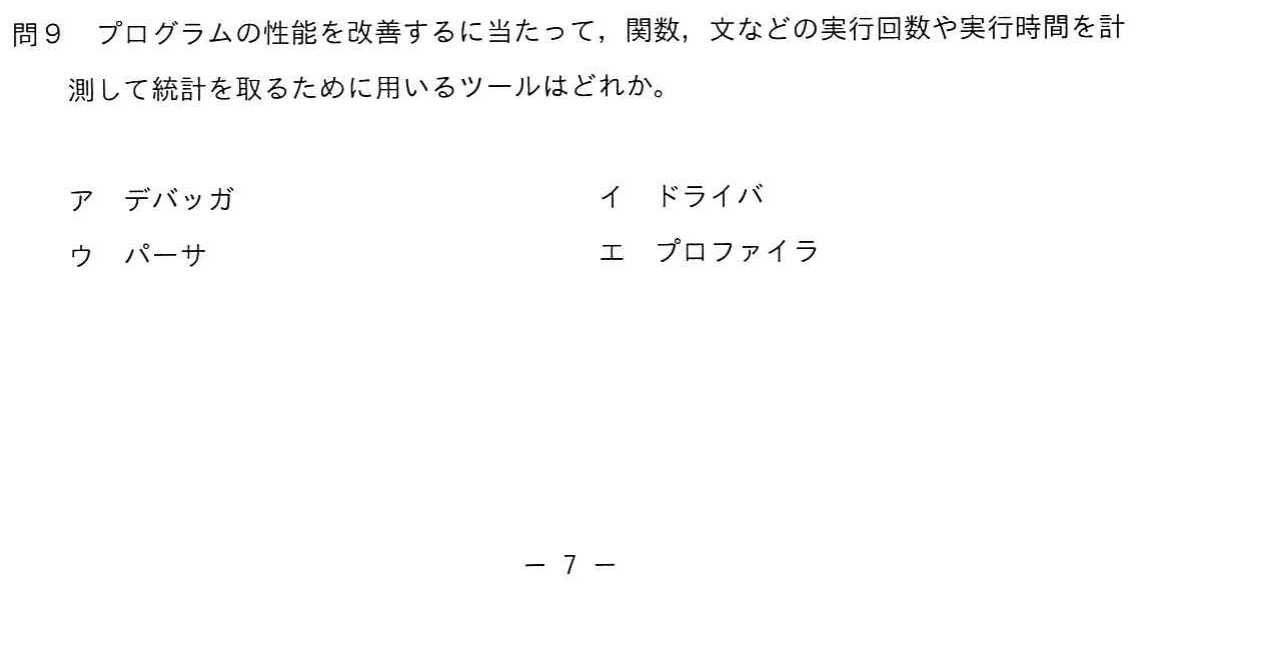 問９　プログラムの性能を改善するに当たって，関数，文などの実行回数や実行時間を計
測して統計を取るために用いるツールはどれか。
ア　デバッガ　イ　ドライバ
ウ　パーサ　エ　プロファイラ
－ 7 －